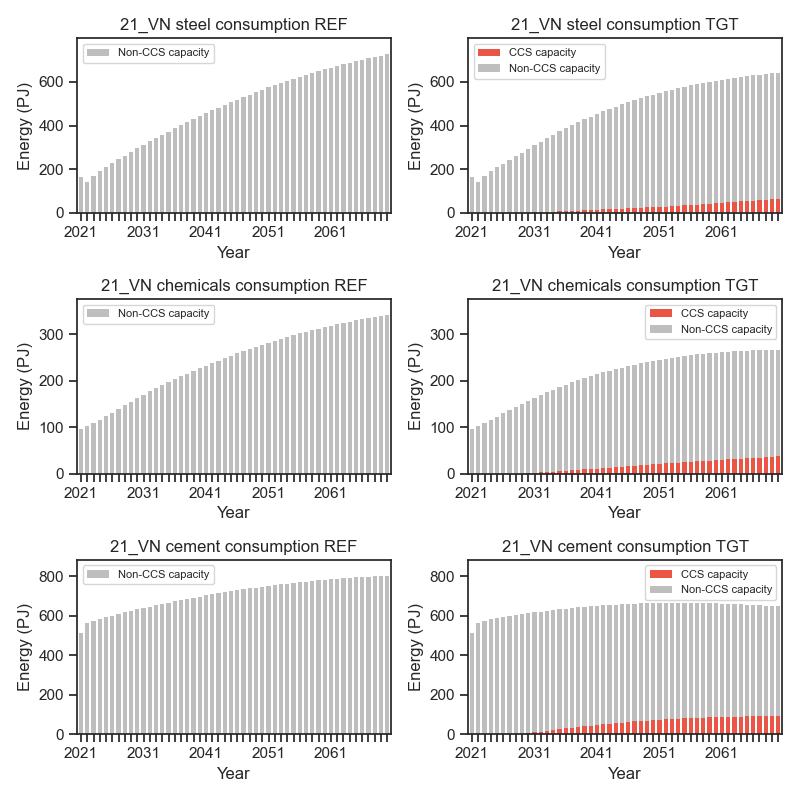 21_VN steel consumption REF
Energy (PJ)
600
400
200
0
Non-CCS capacity
2021 2031 2041 2051 2061
Year
21_VN steel consumption TGT
Energy (PJ)
600
400
200
0
CCS capacity
Non-CCS capacity
2021 2031 2041 2051 2061
Year
21_VN chemicals consumption REF
Energy (PJ)
300
200
100
0
Non-CCS capacity
2021 2031 2041 2051 2061
Year
21_VN chemicals consumption TGT
Energy (PJ)
300
200
100
0
CCS capacity
Non-CCS capacity
2021 2031 2041 2051 2061
Year
21_VN cement consumption REF
Energy (PJ)
800
600
400
200
0
Non-CCS capacity
2021 2031 2041 2051 2061
Year
21_VN cement consumption TGT
Energy (PJ)
800
600
400
200
0
CCS capacity
Non-CCS capacity
2021 2031 2041 2051 2061
Year